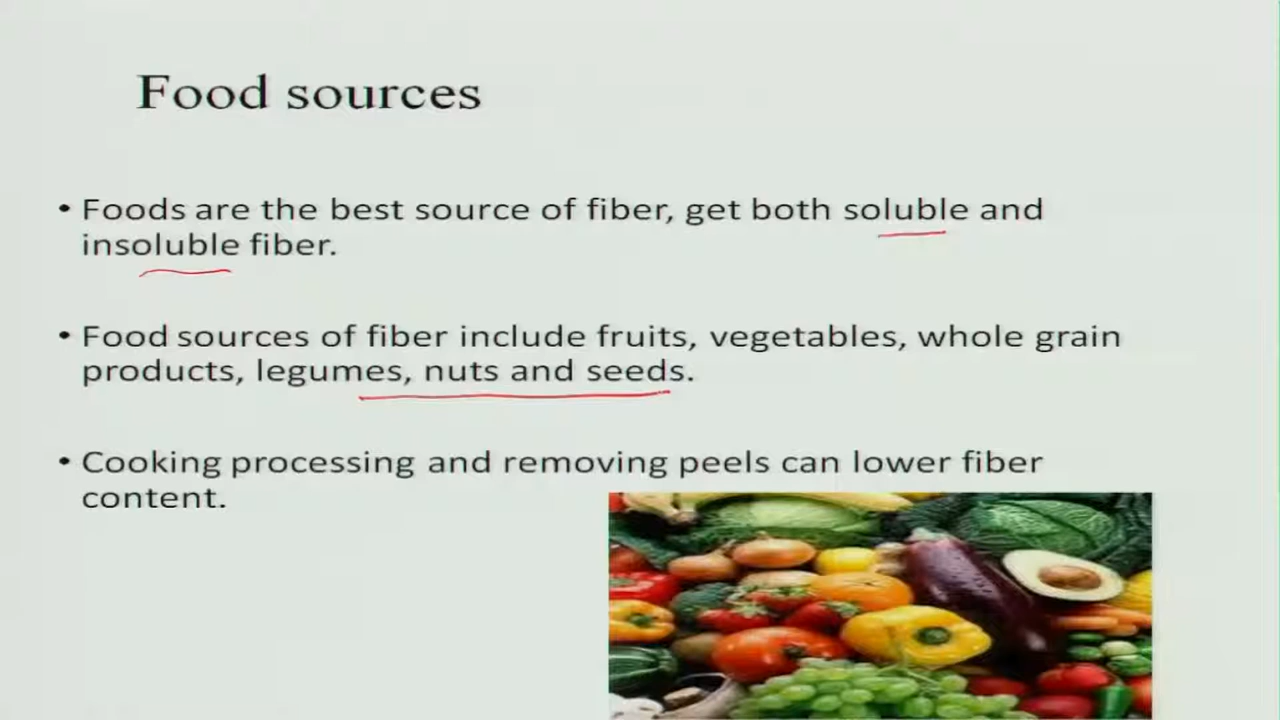 Food sources
• Foods are the best source of fiber, get both soluble and
insoluble fiber.
• Food sources of fiber include fruits, vegetables, whole grain
products, legumes, nuts and seeds.
• Cooking processing and removing peels can lower fiber
content.